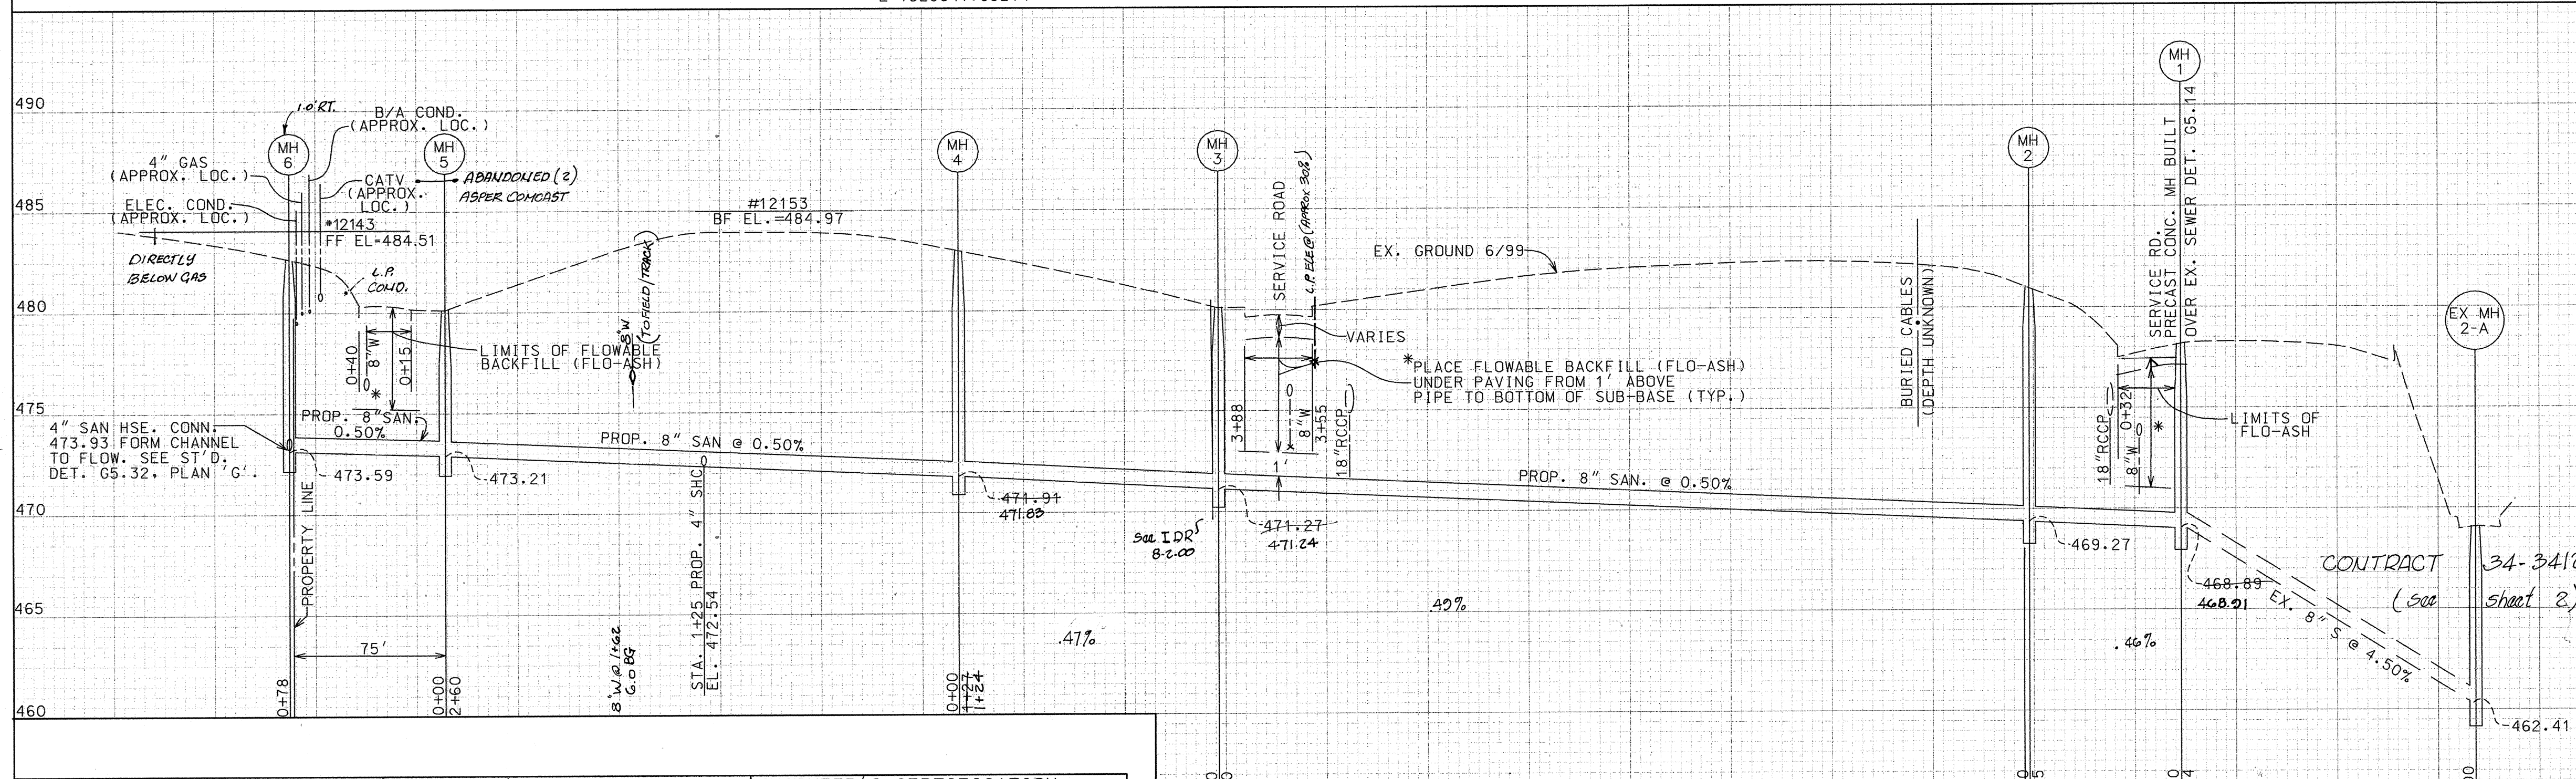 490
485
480
475
470
465
460
1.0' RT.
MH
6
B/A COND.
(APPROX. LOC.)
4" GAS
(APPROX. LOC.)
ELEC. COND.
(APPROX. LOC.)
CATV
(APPROX.
LOC.)
ABANDONED (2)
AS PER COMCAST
MH
5
#12143
FF EL=484.51
DIRECTLY
BELOW GAS
L.P.
COND.
0+40
8"W
*
0+15
LIMITS OF FLOWABLE
BACKFILL (FLO-ASH)
PROP. 8" SAN.
0.50%
4" SAN HSE. CONN.
473.93 FORM CHANNEL
TO FLOW. SEE ST'D.
DET. G5.32. PLAN 'G'.
473.59
473.21
PROPERTY LINE
75'
0+78
0+00
2+60
8"W
(TO FIELD/TRACK)
#12153
BF EL.=484.97
PROP. 8" SAN @ 0.50%
8"W @ 1+62
6.0 BG
STA. 1+25 PROP. 4" SHC
EL. 472.54
MH
4
471.91
471.83
0+00
1+27
1+24
.47%
MH
3
SERVICE ROAD
L.P. ELE @ (APPROX 30%)
VARIES
*PLACE FLOWABLE BACKFILL (FLO-ASH)
UNDER PAVING FROM 1' ABOVE
PIPE TO BOTTOM OF SUB-BASE (TYP.)
3+88
8"W
3+55
18"RCCP
1'
See IDR
8-2-00
471.27
471.24
EX. GROUND 6/99
PROP. 8" SAN. @ 0.50%
.49%
BURIED CABLES
(DEPTH UNKNOWN)
MH
2
469.27
MH
1
SERVICE RD.
PRECAST CONC. MH BUILT
OVER EX. SEWER DET. G5.14
18"RCCP
18"W
0+32
*
LIMITS OF
FLO-ASH
468.89
468.91
.46%
EX. 8" S @ 4.50%
EX MH
2-A
CONTRACT 34-341
(see sheet 2)
462.41